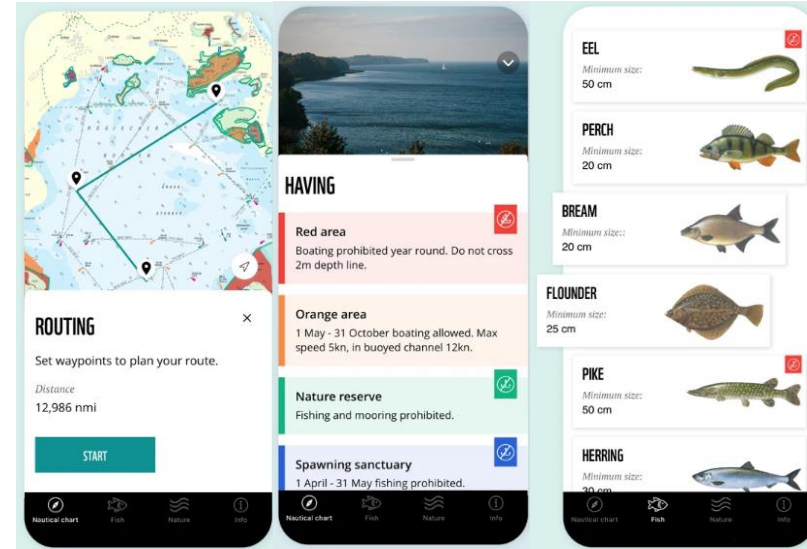 ROUTING
Set waypoints to plan your route.
Distance
12,986 nmi
START
Nautical chart
Fish
Nature
Info
HAVING
Red area
Boating prohibited year round. Do not cross
2m depth line.
Orange area
1 May - 31 October boating allowed. Max
speed 5kn, in buoyed channel 12kn.
Nature reserve
Fishing and mooring prohibited.
Spawning sanctuary
1 April - 31 May fishing prohibited.
Nautical chart
Fish
Nature
Info
EEL
Minimum size:
50 cm
PERCH
Minimum size:
20 cm
BREAM
Minimum size::
20 cm
FLOUNDER
Minimum size:
25 cm
PIKE
Minimum size:
50 cm
HERRING
Minimum size:
30 cm
Nautical chart
Fish
Nature
Info